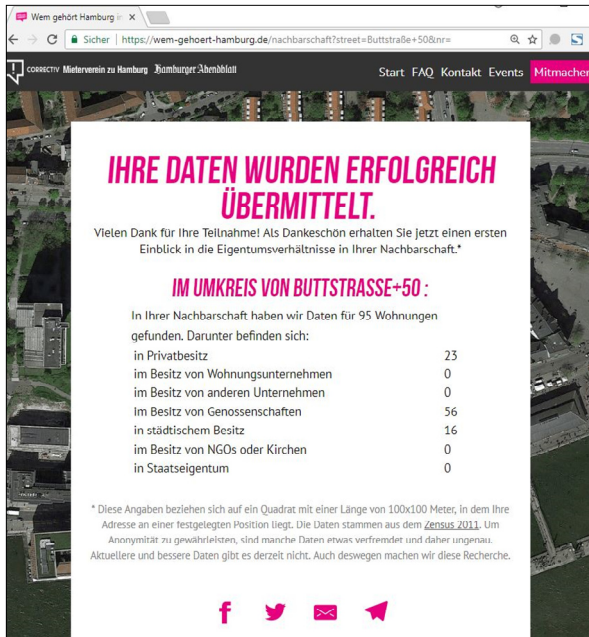 Wem gehört Hamburg
Sicher | https://wem-gehoert-hamburg.de/nachbarschaft?street=Buttstraße+50&nr=
CORRECTIV Mieterverein zu Hamburg Hamburger Abendblatt
Start FAQ Kontakt Events Mitmachen
IHRE DATEN WURDEN ERFOLGREICH
ÜBERMITTELT.
Vielen Dank für Ihre Teilnahme! Als Dankeschön erhalten Sie jetzt einen ersten
Einblick in die Eigentumsverhältnisse in Ihrer Nachbarschaft.*
IM UMKREIS VON BUTTSTRASSE+50 :
In Ihrer Nachbarschaft haben wir Daten für 95 Wohnungen
gefunden. Darunter befinden sich:
in Privatbesitz 23
im Besitz von Wohnungsunternehmen 0
im Besitz von anderen Unternehmen 0
im Besitz von Genossenschaften 56
in städtischem Besitz 16
im Besitz von NGOs oder Kirchen 0
in Staatseigentum 0
* Diese Angaben beziehen sich auf ein Quadrat mit einer Länge von 100x100 Meter, in dem Ihre
Adresse an einer festgelegten Position liegt. Die Daten stammen aus dem Zensus 2011. Um
Anonymität zu gewährleisten, sind manche Daten etwas verfremdet und daher ungenau.
Aktuellere und bessere Daten gibt es derzeit nicht. Auch deswegen machen wir diese Recherche.